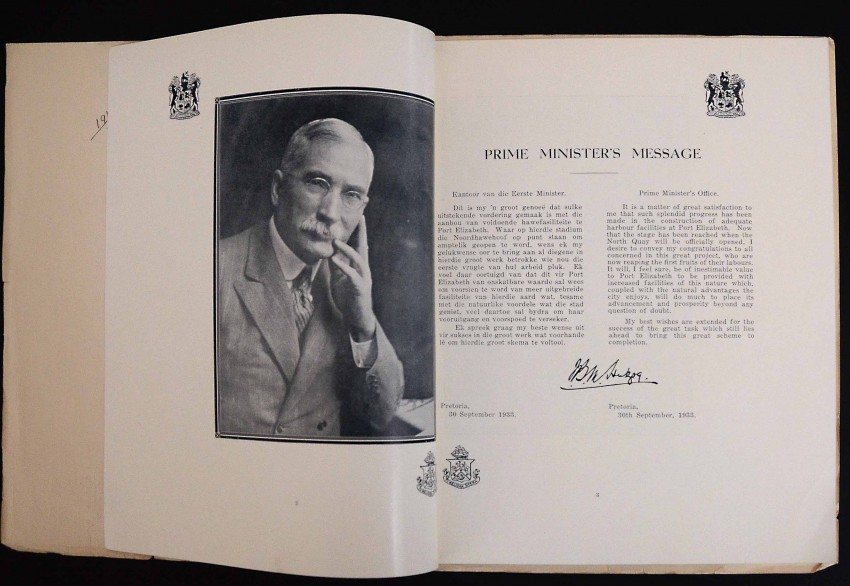 19
PRIME MINISTER'S MESSAGE
Kantoor van die Eerste Minister.
Dit is my 'n groot genoeë dat sulke
uitstekende vordering gemaak is met die
aanbou van voldoende hawefasiliteite te
Port Elizabeth. Waar op hierdie stadium
die Noordhawehoof op punt staan om
amptelik geopen te word, wens ek my
gelukwense oor te bring aan al diegene in
hierdie groot werk betrokke wie nou die
eerste vrugte van hul arbeid pluk. Ek
voel daar oortuigd van dat dit vir Port
Elizabeth van onskatbare waarde sal wees
om voorsien te word van meer uitgebreide
fasiliteite van hierdie aard wat, tesame
met die natuurlike voordele wat die stad
geniet, veel daartoe sal bydra om haar
vooruitgang en voorspoed te verseker.
Ek spreek graag my beste wense uit
vir sukses in die groot werk wat voorhande
lê om hierdie groot skema te voltooi.
Pretoria,
30 September 1933.
Prime Minister's Office.
It is a matter of great satisfaction to
me that such splendid progress has been
made in the construction of adequate
harbour facilities at Port Elizabeth. Now
that the stage has been reached when the
North Quay will be officially opened, I
desire to convey my congratulations to all
concerned in this great project, who are
now reaping the first fruits of their labours.
It will, I feel sure, be of inestimable value
to Port Elizabeth to be provided with
increased facilities of this nature which,
coupled with the natural advantages the
city enjoys, will do much to place its
advancement and prosperity beyond any
question of doubt.
My best wishes are extended for the
success of the great task which still lies
ahead to bring this great scheme to
completion.
Pretoria,
30th September, 1933.